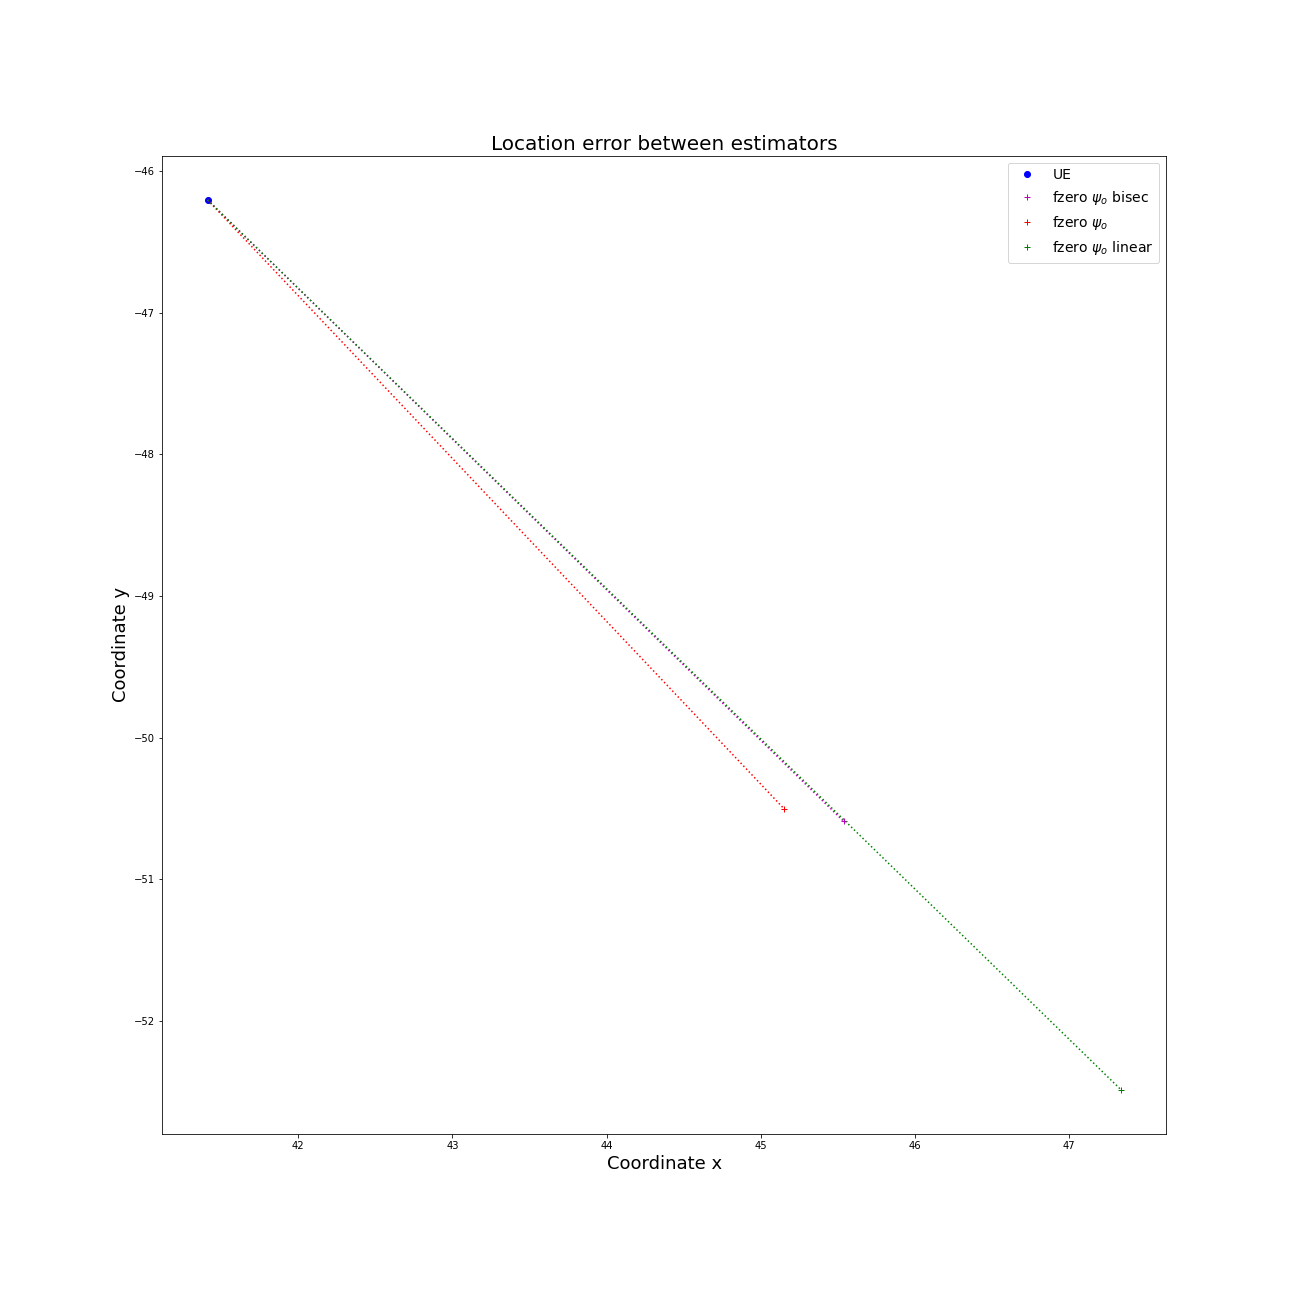 Location error between estimators
UE
fzero ψₒ bisec
fzero ψₒ
fzero ψₒ linear
−46
−47
−48
−49
−50
−51
−52
Coordinate y
42 43 44 45 46 47
Coordinate x